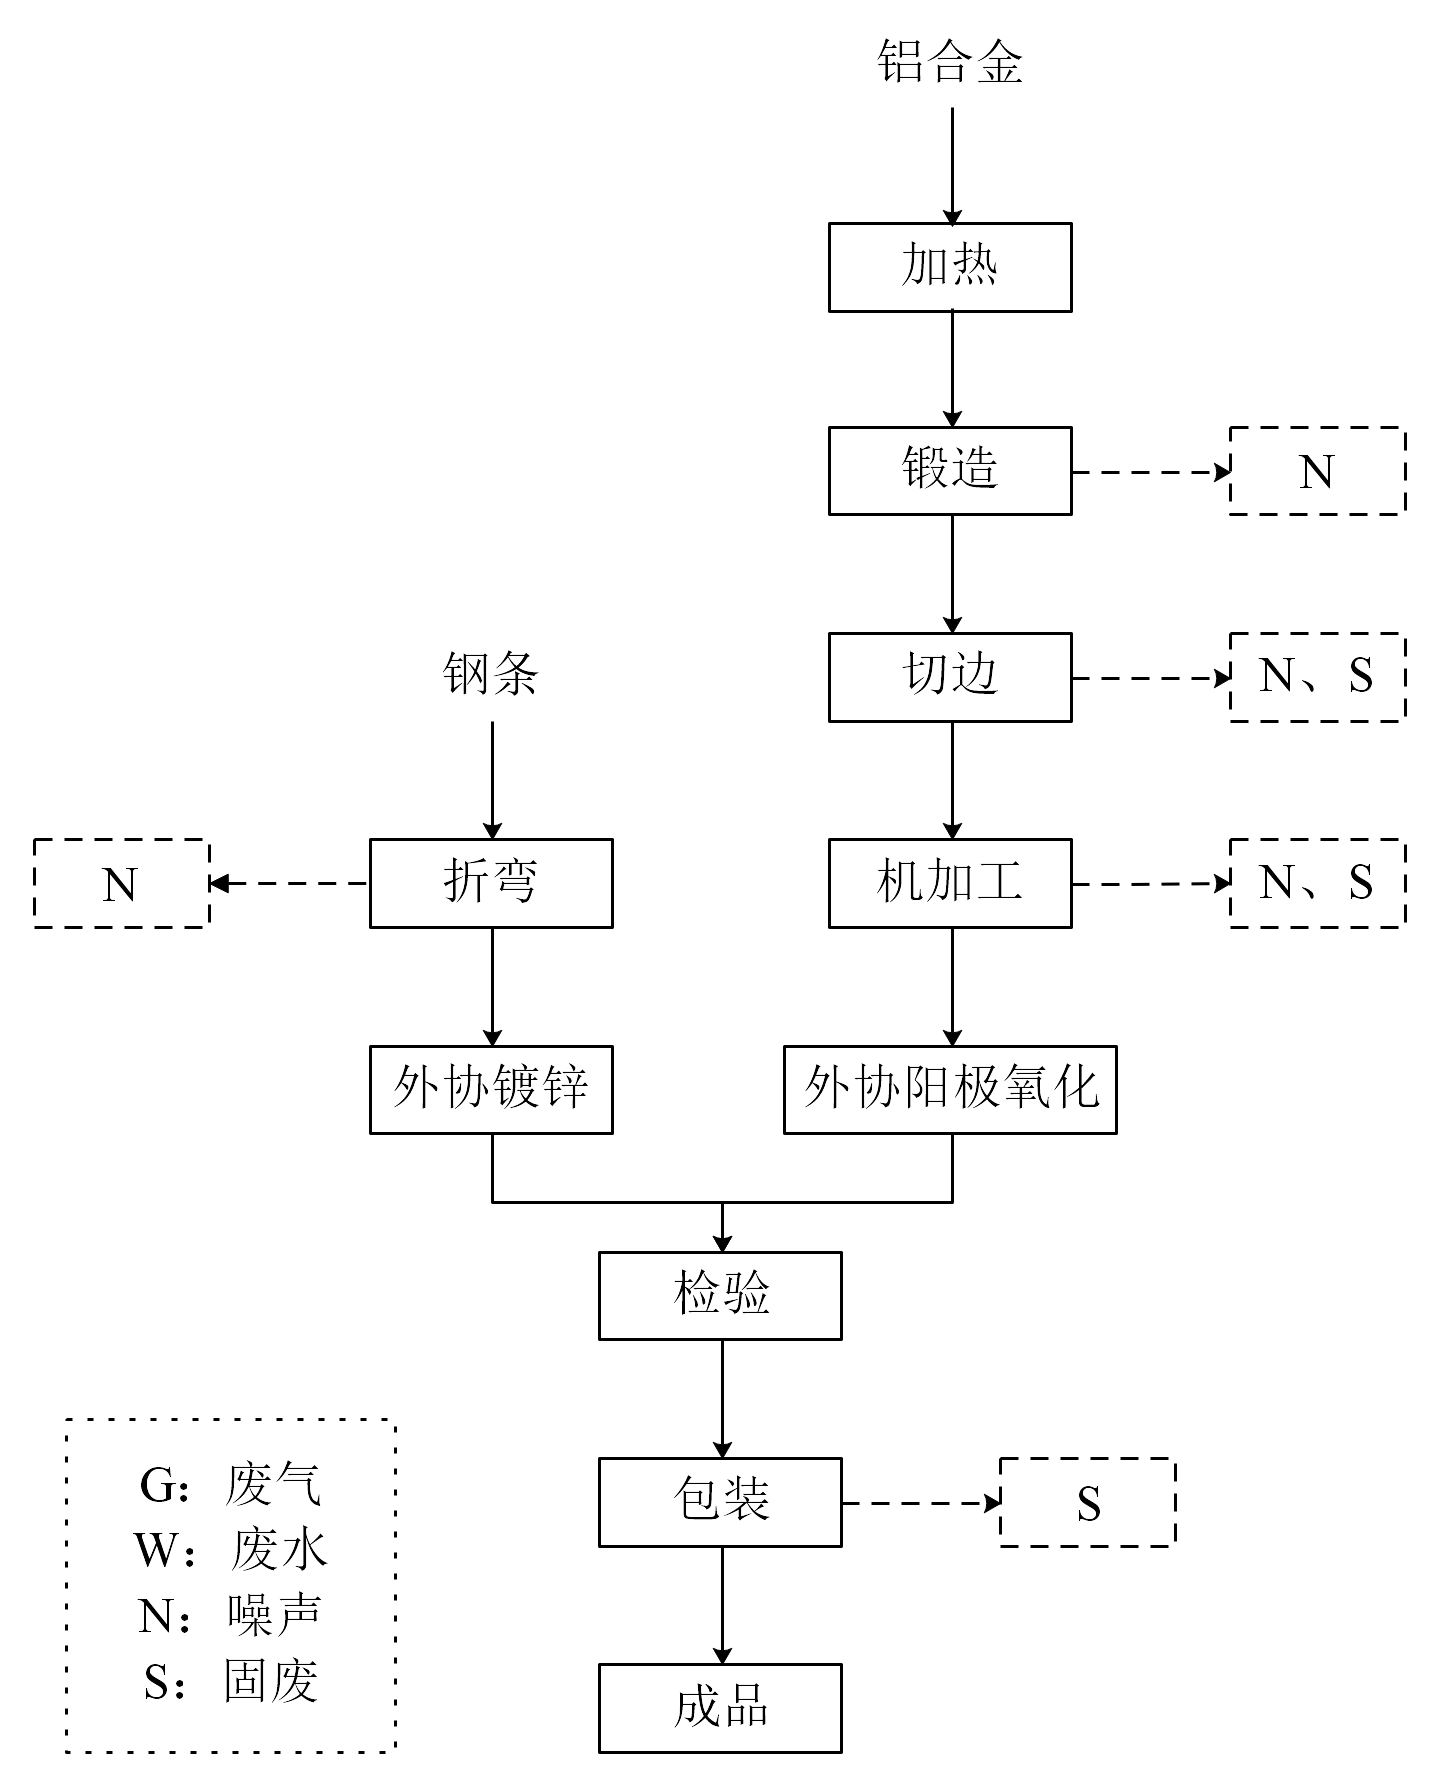 铝合金
加热
锻造
N
切边
N、S
钢条
折弯
N
机加工
N、S
外协镀锌
外协阳极氧化
检验
包装
S
成品
G：废气
W：废水
N：噪声
S：固废